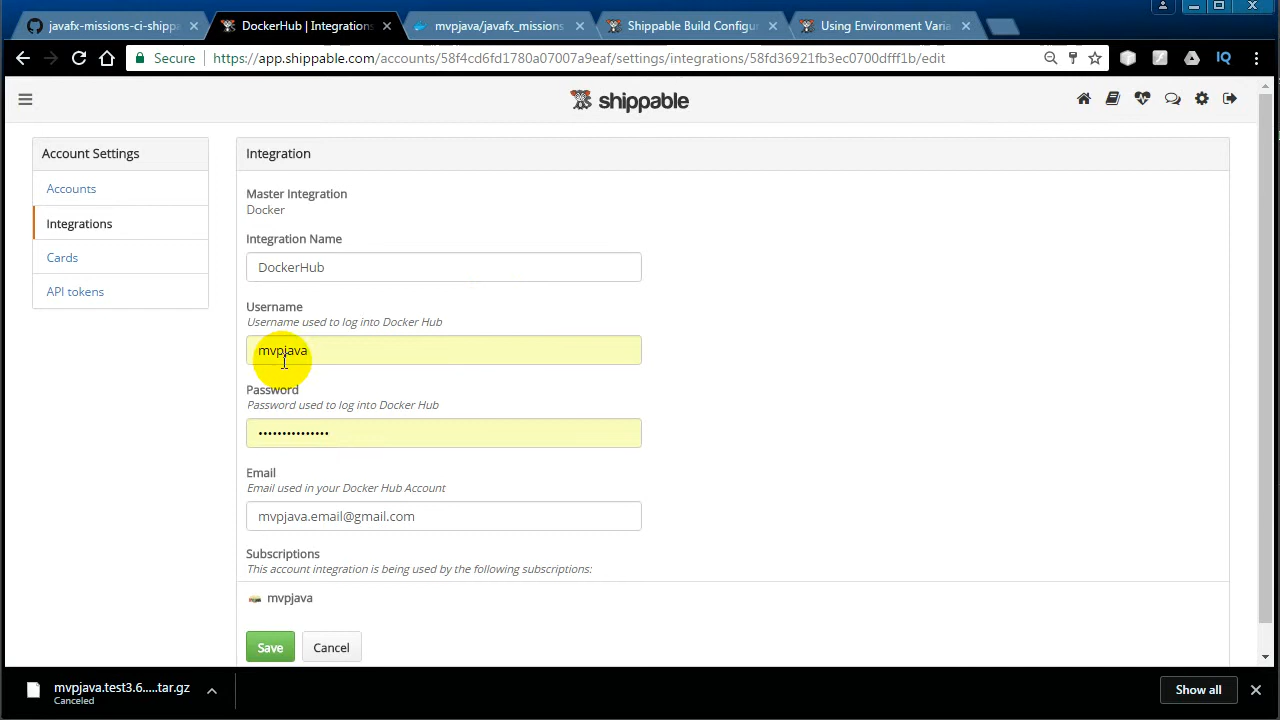 javafx-missions-ci-shippa
DockerHub | Integrations
mvpjava/javafx_missions
Shippable Build Configur
Using Environment Varia
Secure
https://app.shippable.com/accounts/58f4cd6fd1780a07007a9eaf/settings/integrations/58fd36921fb3ec0700dfff1b/edit
IQ
shippable
Account Settings
Accounts
Integrations
Cards
API tokens
Integration
Master Integration
Docker
Integration Name
DockerHub
Username
Username used to log into Docker Hub
mvpjava
Password
Password used to log into Docker Hub
•••••••••••••••
Email
Email used in your Docker Hub Account
mvpjava.email@gmail.com
Subscriptions
This account integration is being used by the following subscriptions:
mvpjava
Save
Cancel
mvpjava.test3.6.....tar.gz
Canceled
Show all